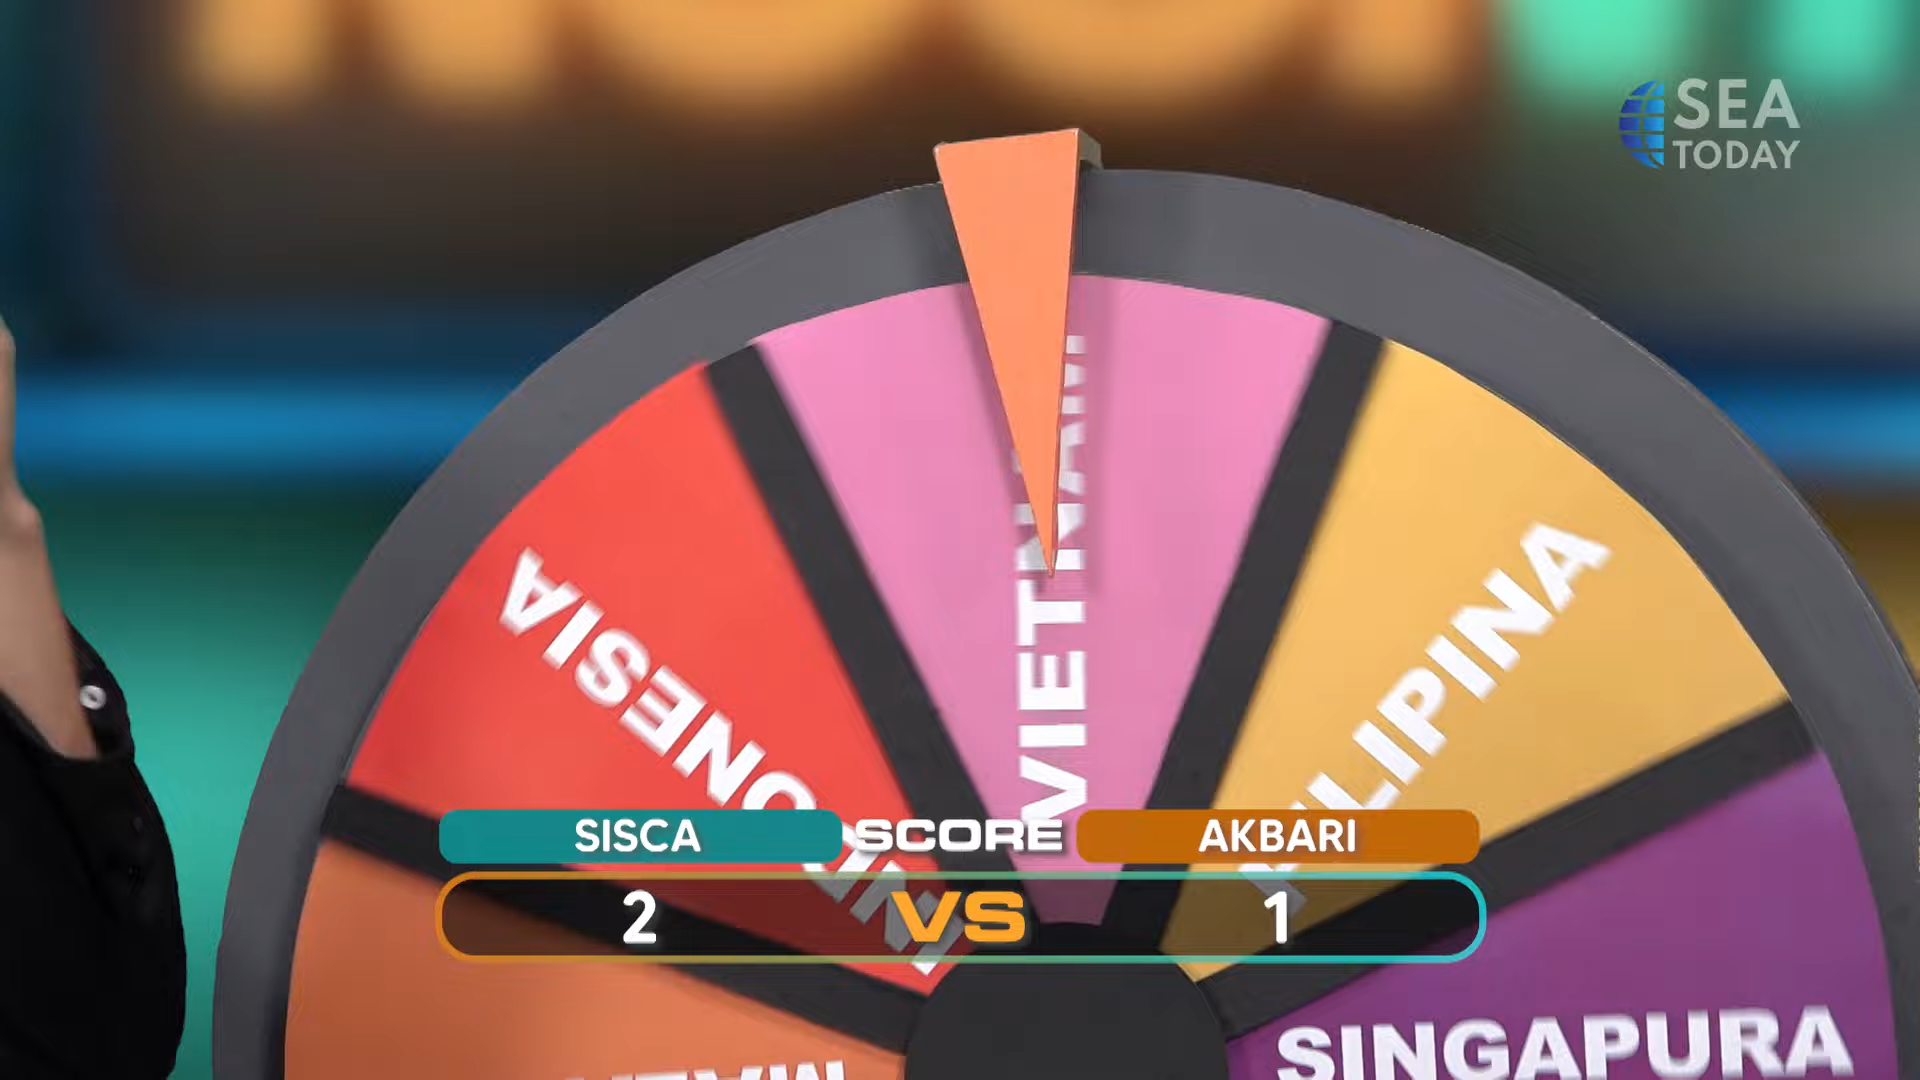 SEA
TODAY
INDONESIA
VIETNAM
FILIPINA
SINGAPURA
SISCA
SCORE
AKBARI
2
VS
1